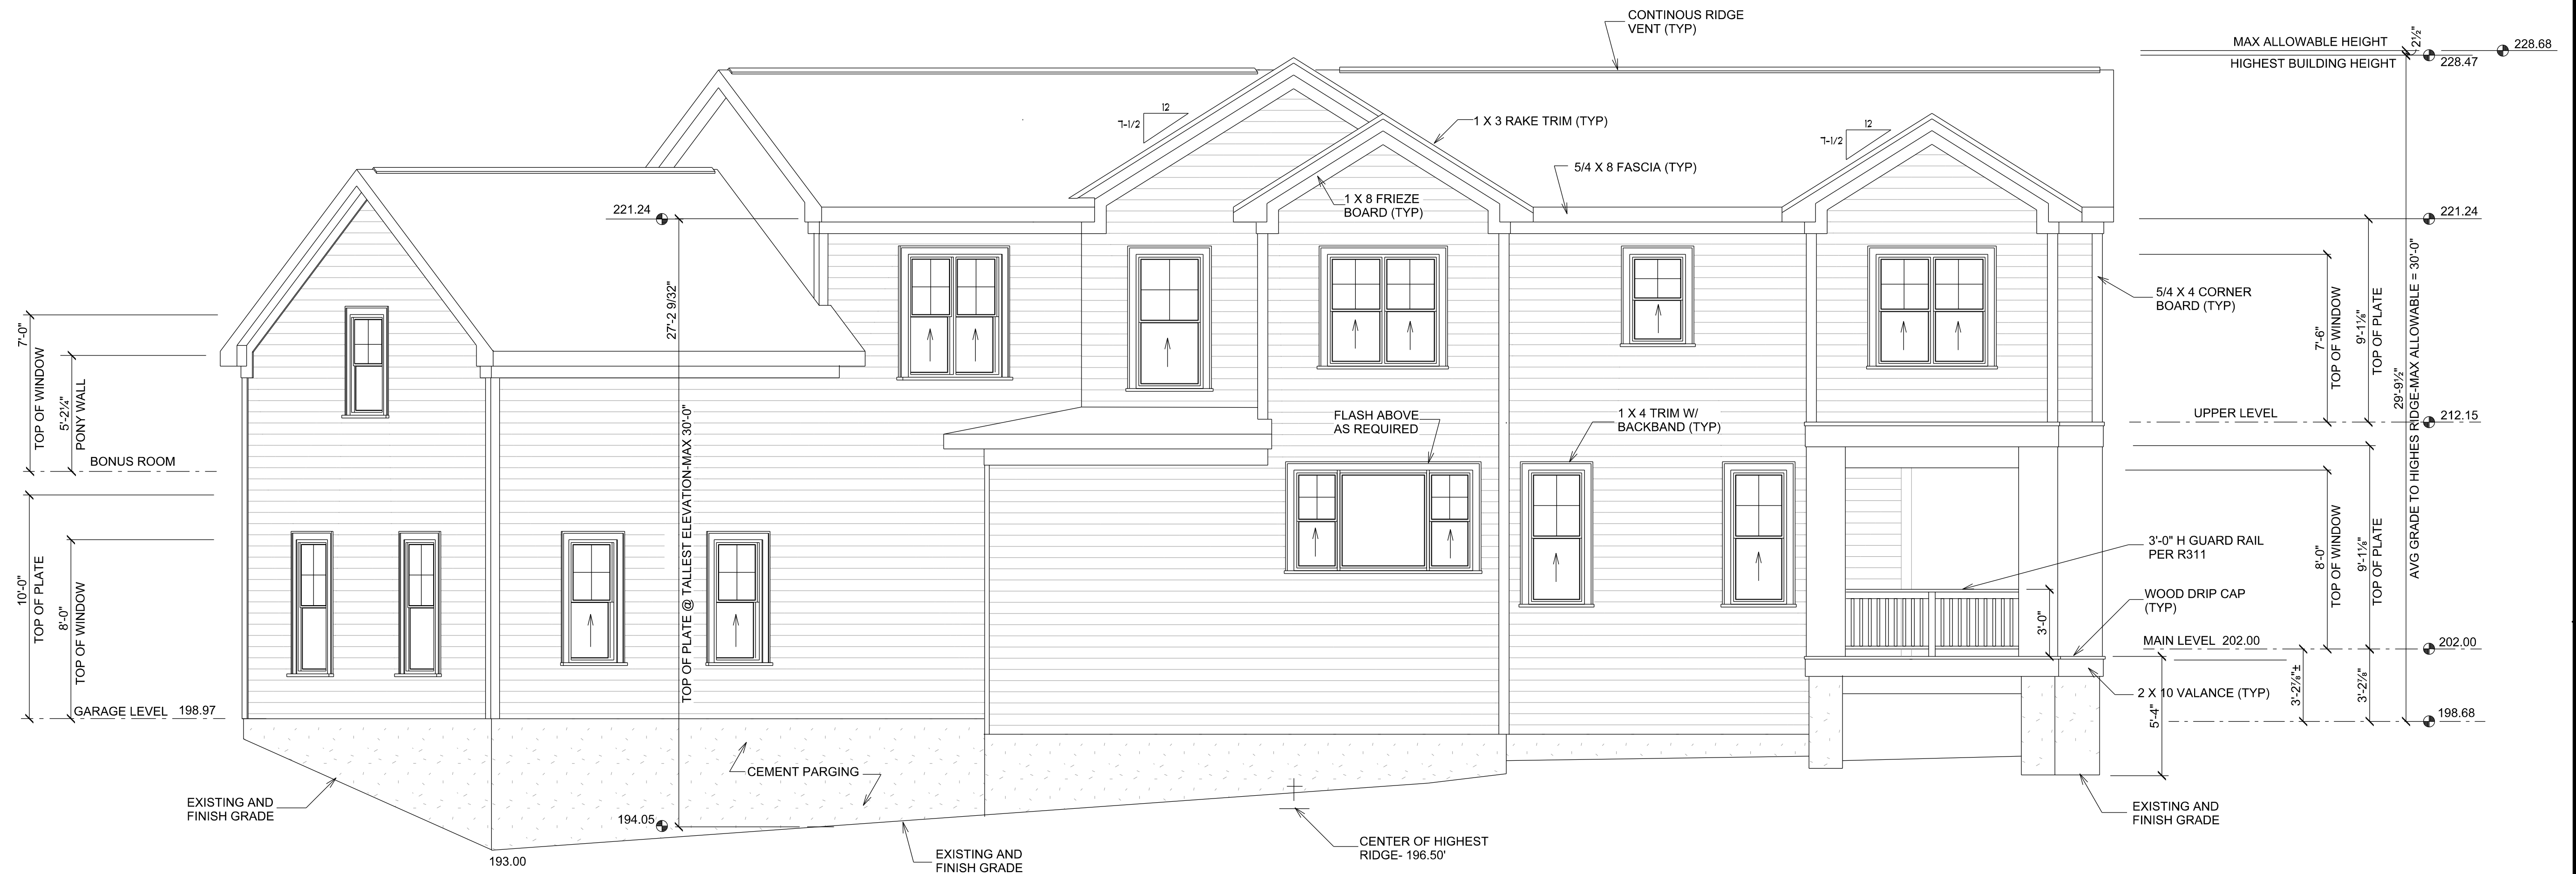 CONTINOUS RIDGE
VENT (TYP)
MAX ALLOWABLE HEIGHT
2½"
228.68
HIGHEST BUILDING HEIGHT
228.47
12
7-1/2
1 X 3 RAKE TRIM (TYP)
12
7-1/2
5/4 X 8 FASCIA (TYP)
1 X 8 FRIEZE
BOARD (TYP)
221.24
221.24
5/4 X 4 CORNER
BOARD (TYP)
7'-0"
TOP OF WINDOW
5'-2¼"
PONY WALL
BONUS ROOM
27'-2 9/32"
TOP OF PLATE @ TALLEST ELEVATION-MAX 30'-0"
7'-6"
TOP OF WINDOW
9'-1⅛"
TOP OF PLATE
29'-9½"
AVG GRADE TO HIGHES RIDGE-MAX ALLOWABLE = 30'-0"
FLASH ABOVE
AS REQUIRED
1 X 4 TRIM W/
BACKBAND (TYP)
UPPER LEVEL
212.15
10'-0"
TOP OF PLATE
8'-0"
TOP OF WINDOW
8'-0"
TOP OF WINDOW
9'-1⅛"
TOP OF PLATE
3'-0" H GUARD RAIL
PER R311
WOOD DRIP CAP
(TYP)
3'-0"
MAIN LEVEL 202.00
202.00
GARAGE LEVEL 198.97
2 X 10 VALANCE (TYP)
5'-4"
3'-2⅞"±
3'-2⅞"
198.68
CEMENT PARGING
EXISTING AND
FINISH GRADE
194.05
193.00
EXISTING AND
FINISH GRADE
CENTER OF HIGHEST
RIDGE- 196.50'
EXISTING AND
FINISH GRADE